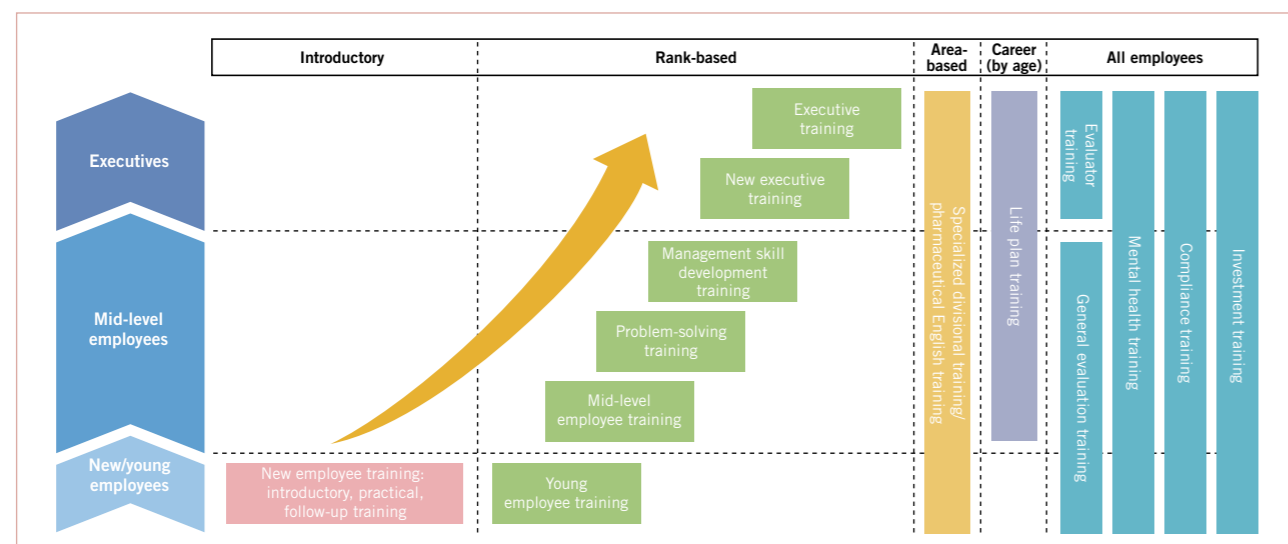 Introductory
Rank-based
Area-
based
Career
(by age)
All employees
Executives
Executive
training
New executive
training
Evaluator
training
Mid-level
employees
Management skill
development
training
Problem-solving
training
Mid-level
employee training
New/young
employees
New employee training:
introductory, practical,
follow-up training
Young
employee training
Specialized divisional training/
pharmaceutical English training
Life plan training
General evaluation training
Mental health training
Compliance training
Investment training